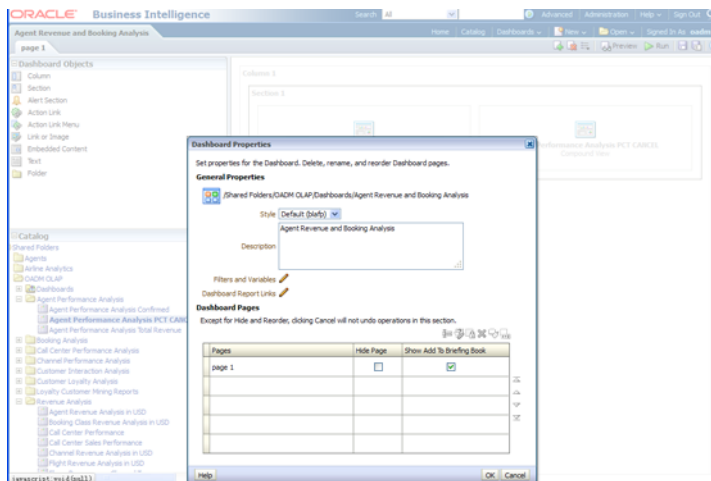 ORACLE Business Intelligence
Search All
Advanced Administration Help Sign Out
Agent Revenue and Booking Analysis
Home Catalog Dashboards New Open Signed In As oadm
page 1
Preview Run
Dashboard Objects
Column
Section
Alert Section
Action Link
Action Link Menu
Link or Image
Embedded Content
Text
Folder
Column 1
Section 1
Performance Analysis PCT CANCEL
Compound View
Catalog
Shared Folders
Agents
Airline Analytics
OADM OLAP
Dashboards
Agent Performance Analysis
Agent Performance Analysis Confirmed
Agent Performance Analysis PCT CANC
Agent Performance Analysis Total Revenue
Booking Analysis
Call Center Performance Analysis
Channel Performance Analysis
Customer Interaction Analysis
Customer Loyalty Analysis
Loyalty Customer Mining Reports
Revenue Analysis
Agent Revenue Analysis in USD
Booking Class Revenue Analysis in USD
Call Center Performance
Call Center Sales Performance
Channel Revenue Analysis in USD
Flight Revenue Analysis in USD
javascript:void(null)
Dashboard Properties
Set properties for the Dashboard. Delete, rename, and reorder Dashboard pages.
General Properties
/Shared Folders/OADM OLAP/Dashboards/Agent Revenue and Booking Analysis
Style Default (blafp)
Description Agent Revenue and Booking Analysis
Filters and Variables
Dashboard Report Links
Dashboard Pages
Except for Hide and Reorder, clicking Cancel will not undo operations in this section.
Pages Hide Page Show Add To Briefing Book
page 1
Help OK Cancel